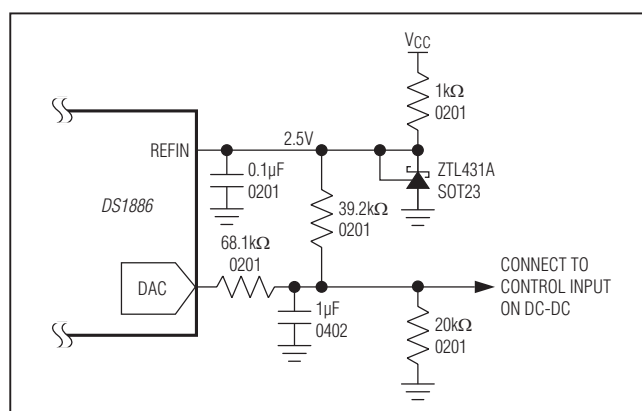 VCC
1kΩ
0201
2.5V
REFIN
0.1µF
0201
ZTL431A
SOT23
DS1886
39.2kΩ
0201
68.1kΩ
0201
DAC
CONNECT TO
CONTROL INPUT
ON DC-DC
1µF
0402
20kΩ
0201